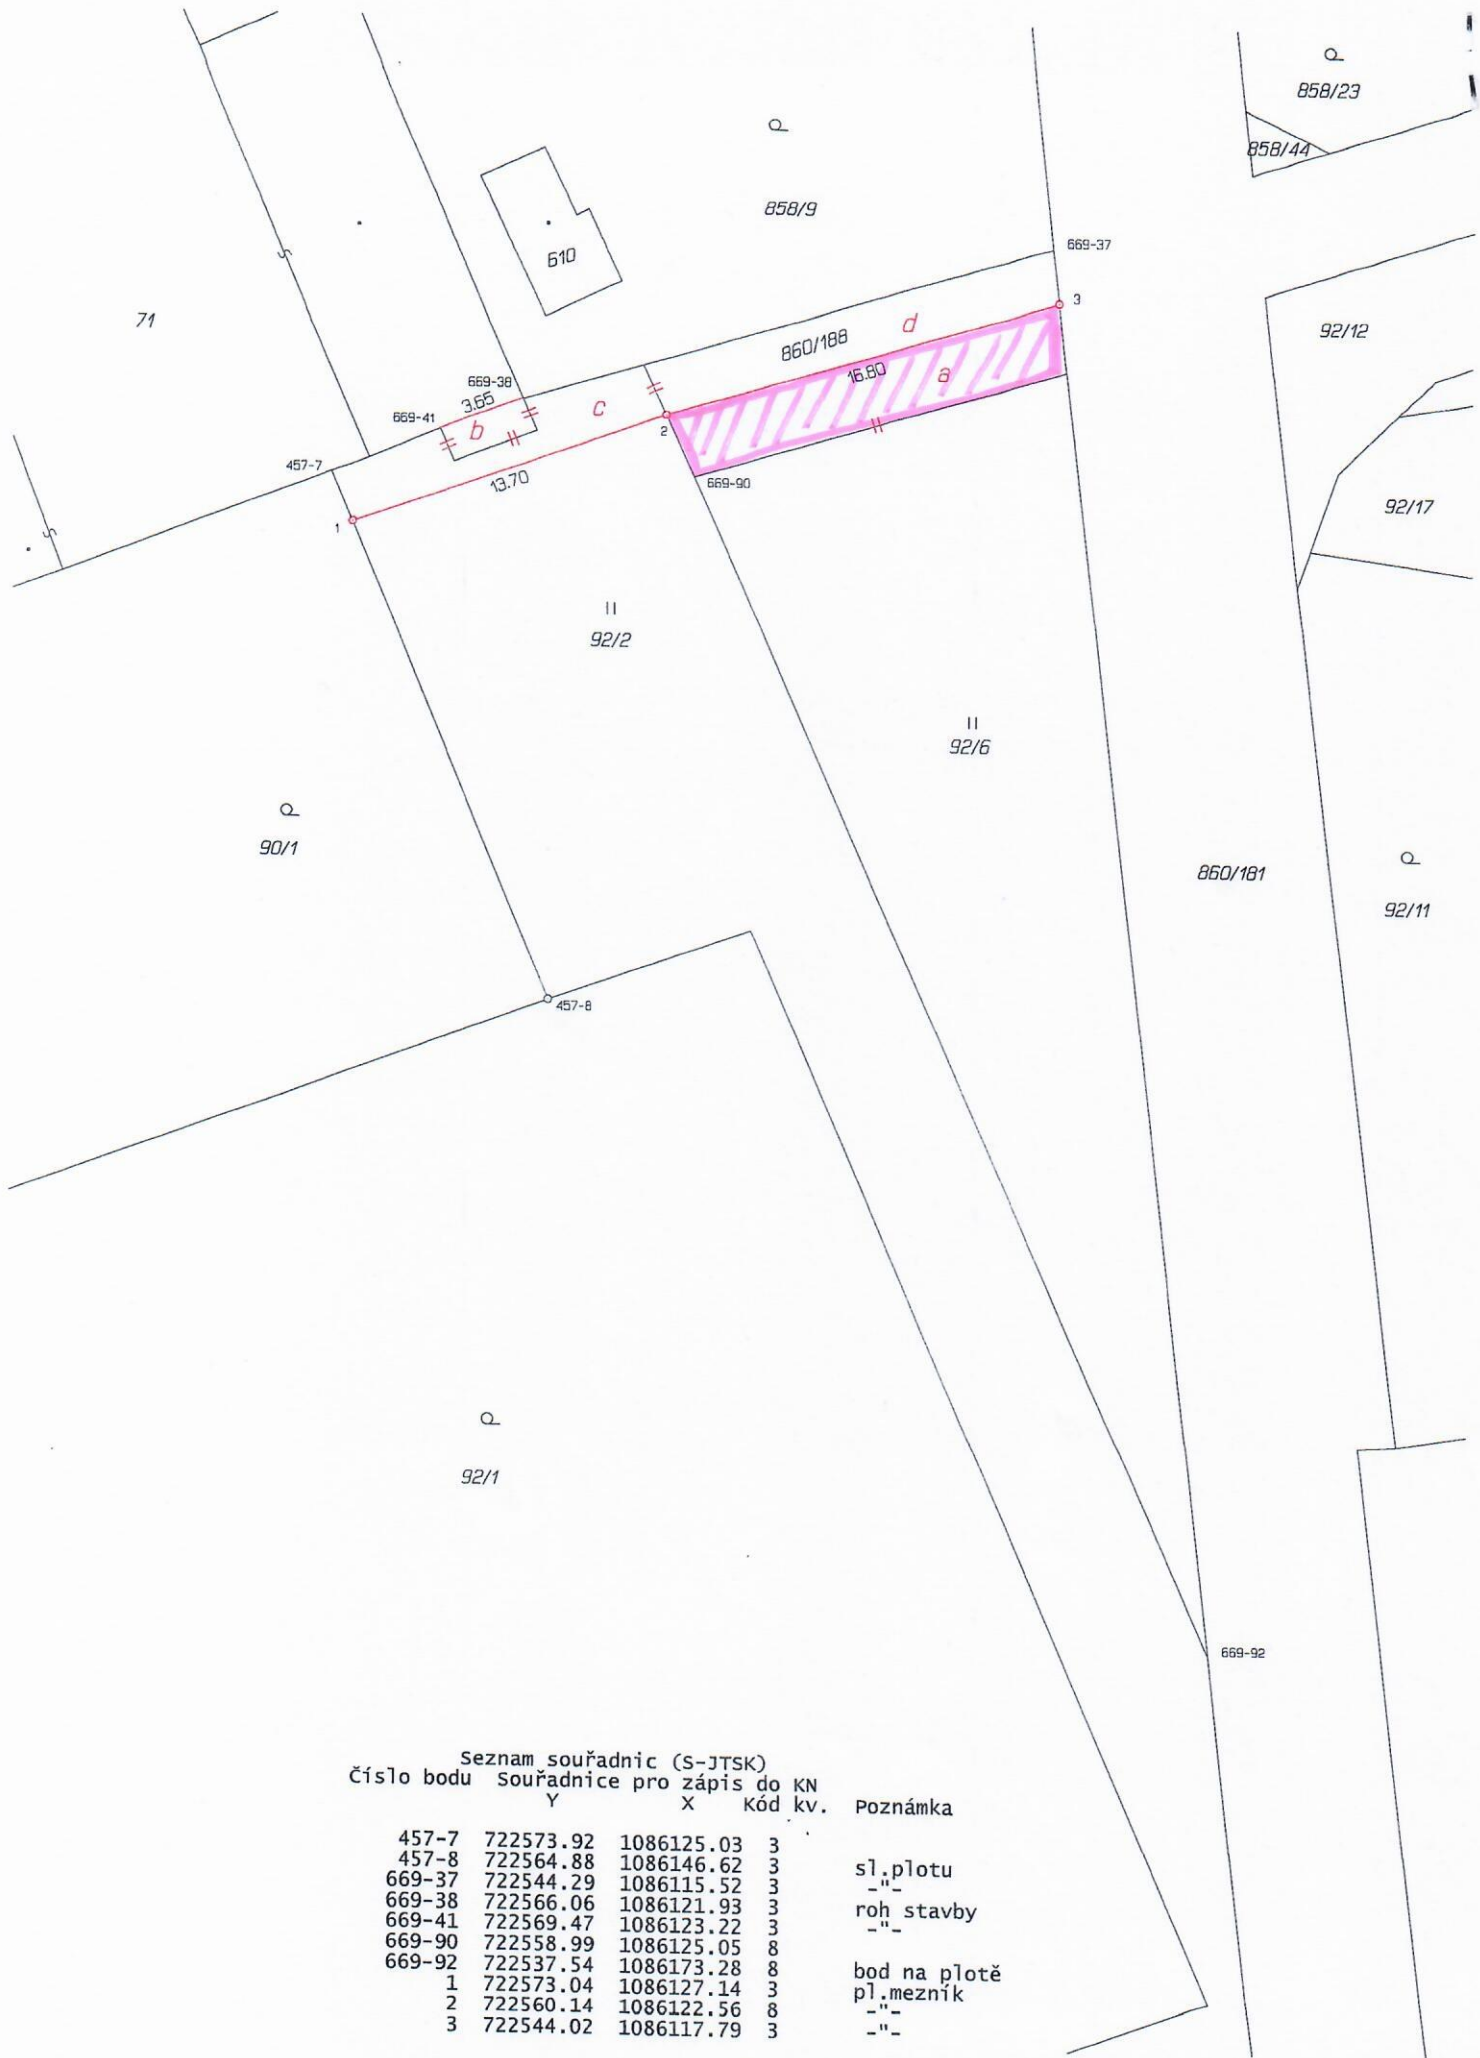 858/23
858/44
858/9
610
669-37
71
3
92/12
d
860/188
16.80
a
669-38
3.65
669-41
b
c
2
457-7
669-90
13.70
92/17
1
92/2
92/6
90/1
860/181
92/11
457-8
92/1
669-92
Seznam souřadnic (S-JTSK)
Číslo bodu Souřadnice pro zápis do KN
Y X Kód kv. Poznámka
457-7 722573.92 1086125.03 3
457-8 722564.88 1086146.62 3 sl.plotu
669-37 722544.29 1086115.52 3 -"-
669-38 722566.06 1086121.93 3 roh stavby
669-41 722569.47 1086123.22 3 -"-
669-90 722558.99 1086125.05 8
669-92 722537.54 1086173.28 8 bod na plotě
1 722573.04 1086127.14 3 pl.mezník
2 722560.14 1086122.56 8 -"-
3 722544.02 1086117.79 3 -"-